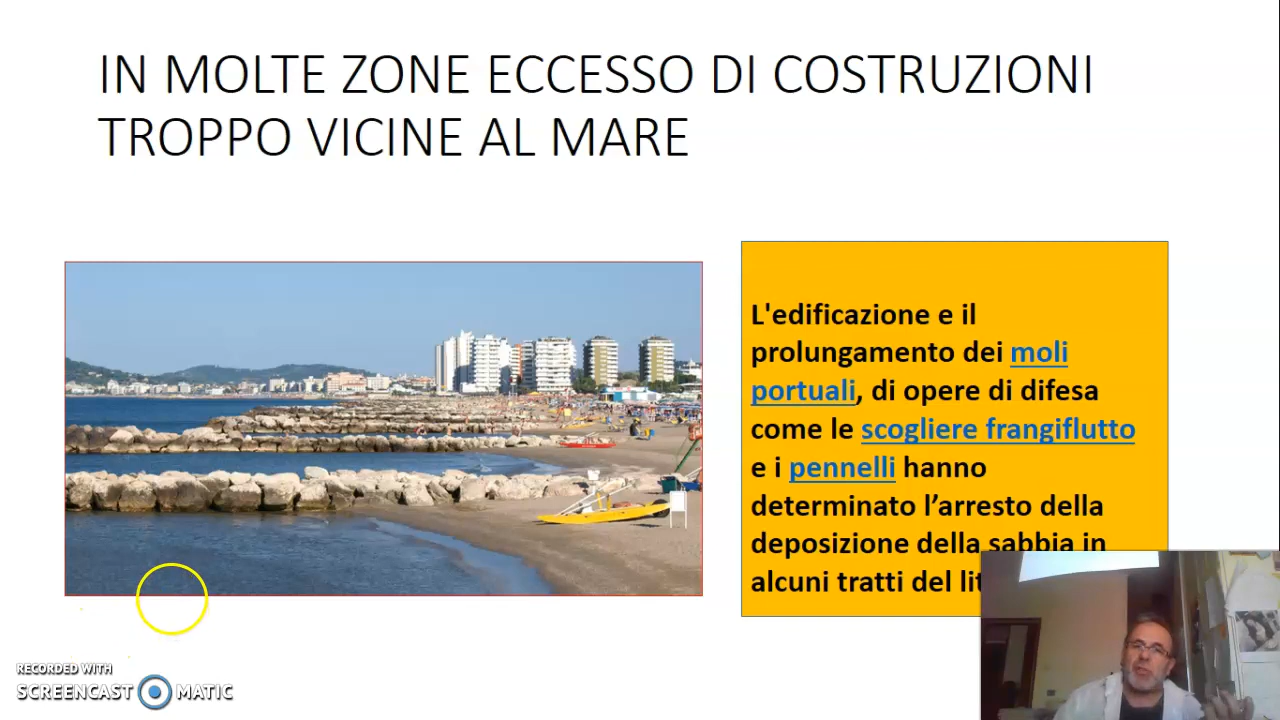 IN MOLTE ZONE ECCESSO DI COSTRUZIONI
TROPPO VICINE AL MARE
L'edificazione e il
prolungamento dei moli
portuali, di opere di difesa
come le scogliere frangiflutto
e i pennelli hanno
determinato l’arresto della
deposizione della sabbia in
alcuni tratti del
RECORDED WITH
SCREENCAST MATIC